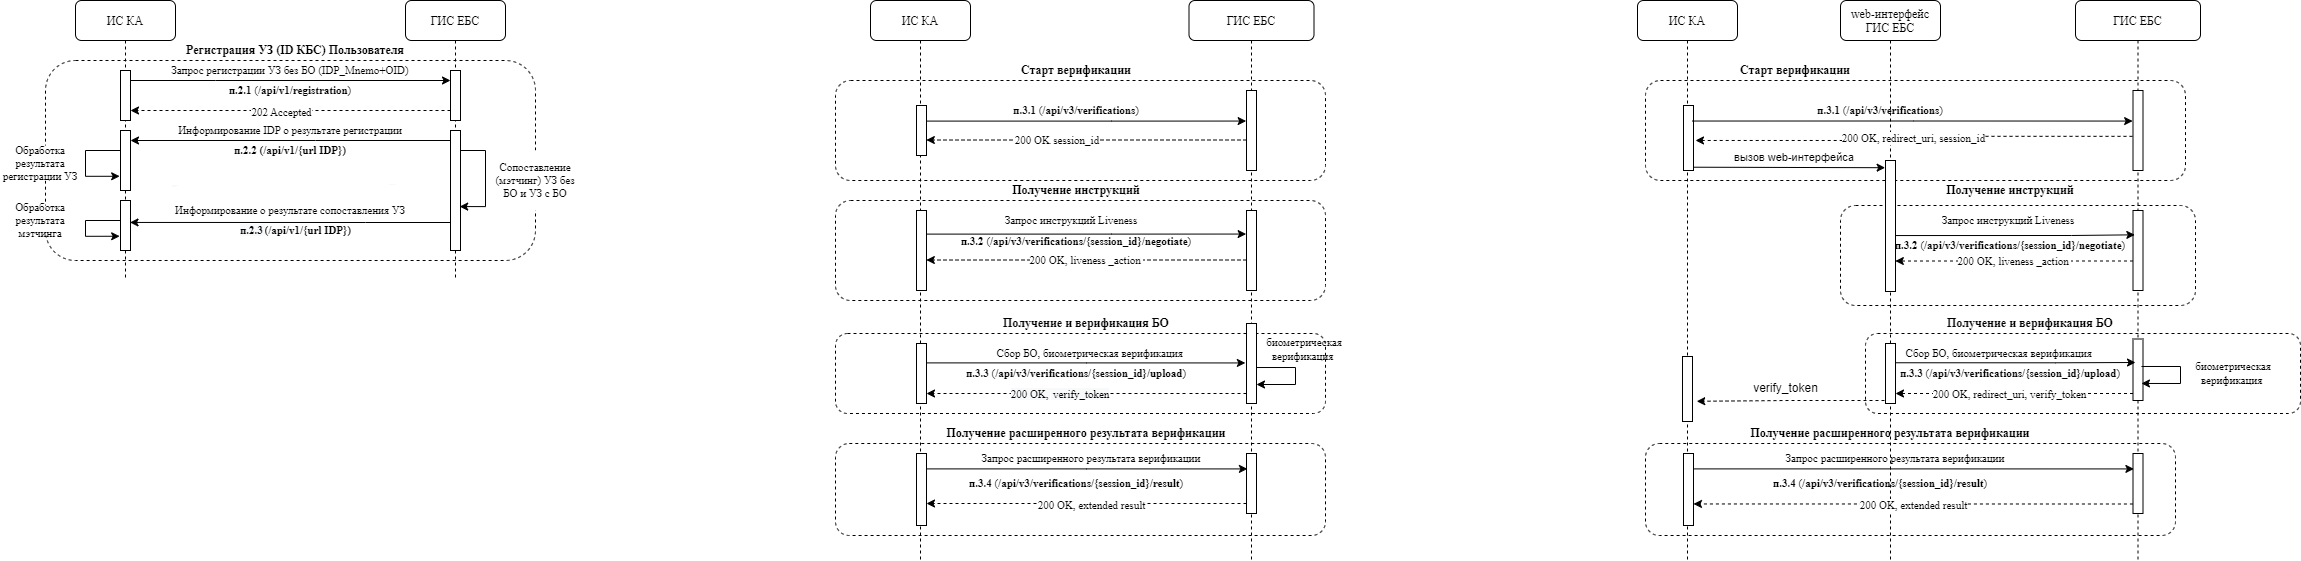 ИС КА
ГИС ЕБС
Регистрация УЗ (ID КБС) Пользователя
Запрос регистрации УЗ без БО (IDP_Mnemo+OID)
п.2.1 (/api/v1/registration)
202 Accepted
Информирование IDP о результате регистрации
п.2.2 (/api/v1/{url IDP})
Обработка
результата
регистрации УЗ
Сопоставление
(мэтчинг) УЗ без
БО и УЗ с БО
Обработка
результата
мэтчинга
Информирование о результате сопоставления УЗ
п.2.3 (/api/v1/{url IDP})
ИС КА
ГИС ЕБС
Старт верификации
п.3.1 (/api/v3/verifications)
200 OK session_id
Получение инструкций
Запрос инструкций Liveness
п.3.2 (/api/v3/verifications/{session_id}/negotiate)
200 OK, liveness _action
Получение и верификация БО
биометрическая
верификация
Сбор БО, биометрическая верификация
п.3.3 (/api/v3/verifications/{session_id}/upload)
200 OK, verify_token
Получение расширенного результата верификации
Запрос расширенного результата верификации
п.3.4 (/api/v3/verifications/{session_id}/result)
200 OK, extended result
ИС КА
web-интерфейс
ГИС ЕБС
ГИС ЕБС
Старт верификации
п.3.1 (/api/v3/verifications)
200 OK, redirect_uri, session_id
вызов web-интерфейса
Получение инструкций
Запрос инструкций Liveness
п.3.2 (/api/v3/verifications/{session_id}/negotiate)
200 OK, liveness _action
Получение и верификация БО
Сбор БО, биометрическая верификация
п.3.3 (/api/v3/verifications/{session_id}/upload)
биометрическая
верификация
200 OK, redirect_uri, verify_token
verify_token
Получение расширенного результата верификации
Запрос расширенного результата верификации
п.3.4 (/api/v3/verifications/{session_id}/result)
200 OK, extended result